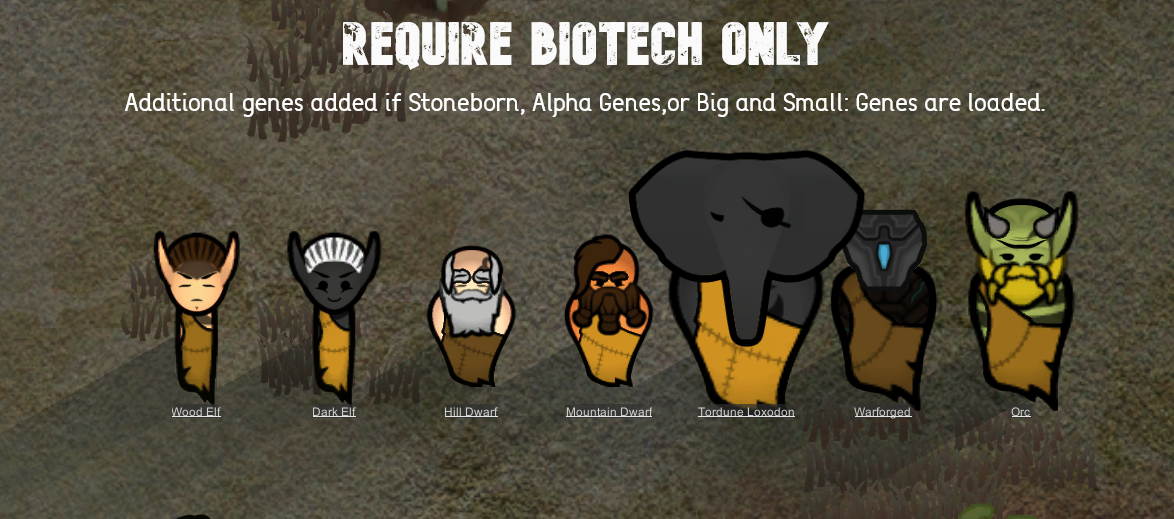 REQUIRE BIOTECH ONLY
Additional genes added if Stoneborn, Alpha Genes,or Big and Small: Genes are loaded.
Wood Elf Dark Elf Hill Dwarf Mountain Dwarf Tordune Loxodon Warforged Orc